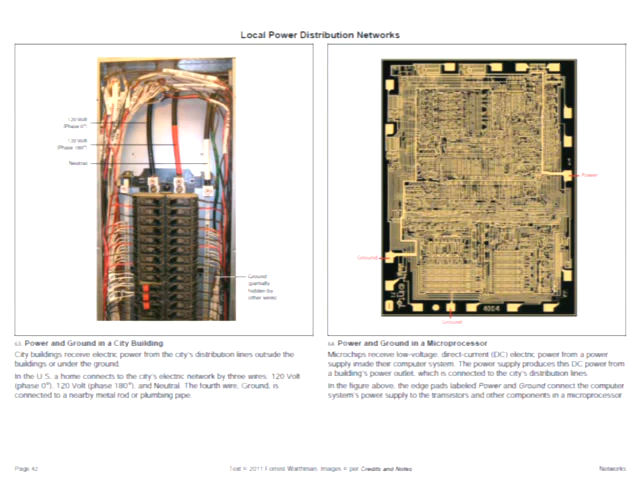 Local Power Distribution Networks
120 Volt
(Phase 0°)
120 Volt
(Phase 180°)
Neutral
Ground
(partially
hidden by
other wires)
Power
Ground
Ground
4004
63. Power and Ground in a City Building
City buildings receive electric power from the city's distribution lines outside the
buildings or under the ground.
In the U.S. a home connects to the city's electric network by three wires, 120 Volt
(phase 0°), 120 Volt (phase 180°), and Neutral. The fourth wire, Ground, is
connected to a nearby metal rod or plumbing pipe.
64. Power and Ground in a Microprocessor
Microchips receive low-voltage, direct-current (DC) electric power from a power
supply inside their computer system. The power supply produces this DC power from
a building's power outlet, which is connected to the city's distribution lines.
In the figure above, the edge pads labeled Power and Ground connect the computer
system's power supply to the transistors and other components in a microprocessor
Page 42
Text © 2011 Forrest Warthman, Images © per Credits and Notes
Networks